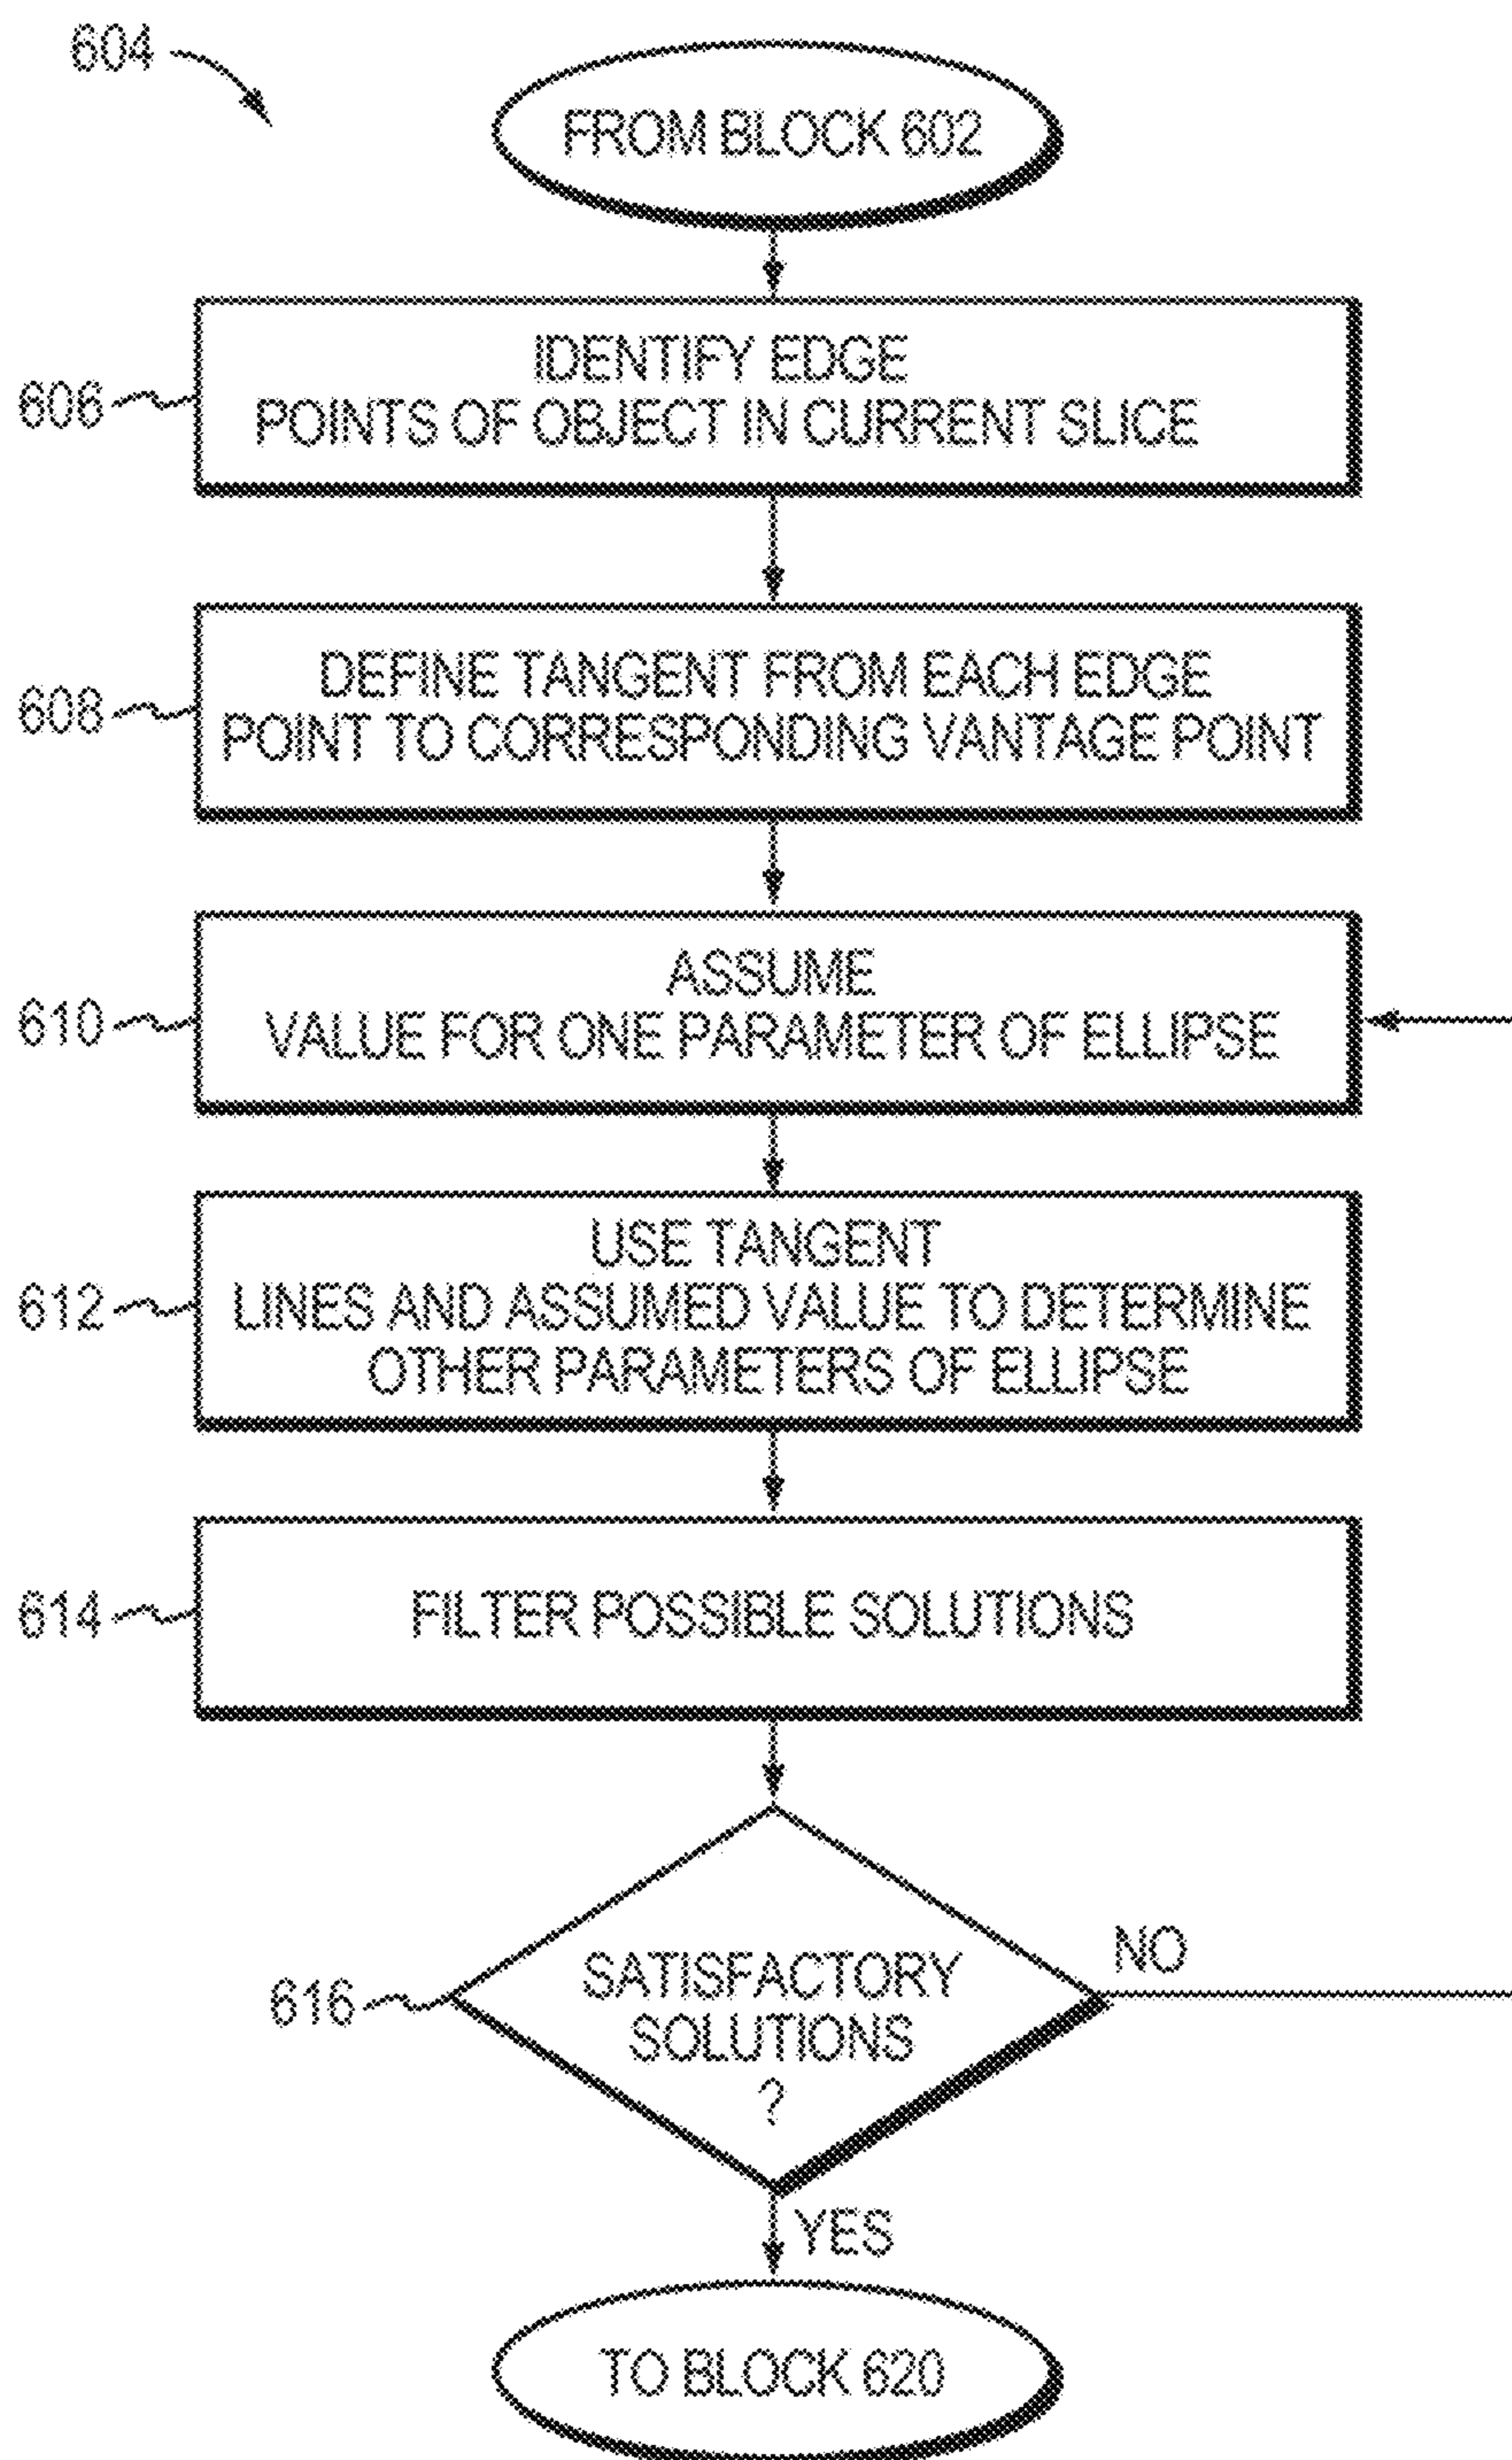 604
FROM BLOCK 602
606
IDENTIFY EDGE
POINTS OF OBJECT IN CURRENT SLICE
608
DEFINE TANGENT FROM EACH EDGE
POINT TO CORRESPONDING VANTAGE POINT
610
ASSUME
VALUE FOR ONE PARAMETER OF ELLIPSE
612
USE TANGENT
LINES AND ASSUMED VALUE TO DETERMINE
OTHER PARAMETERS OF ELLIPSE
614
FILTER POSSIBLE SOLUTIONS
616
SATISFACTORY
SOLUTIONS
?
NO
YES
TO BLOCK 620